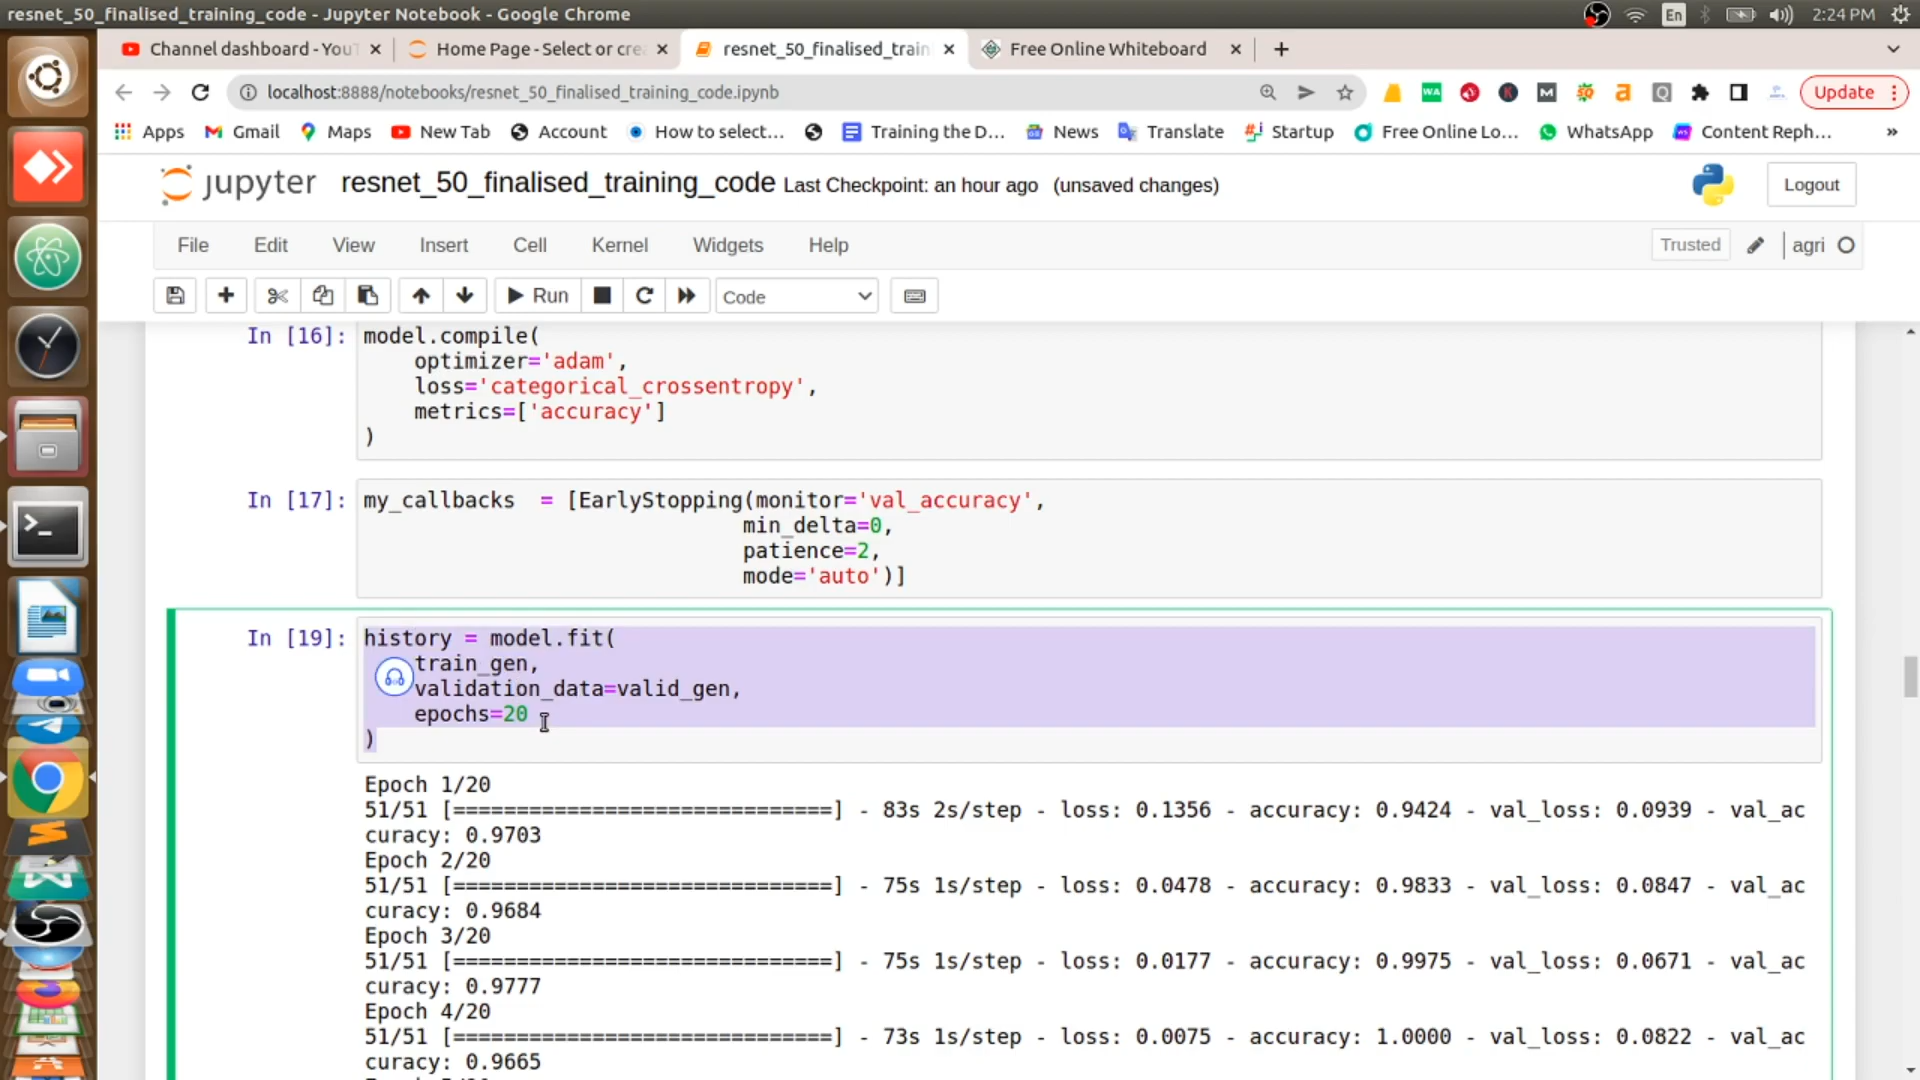 resnet_50_finalised_training_code - Jupyter Notebook - Google Chrome
En
2:24 PM
Channel dashboard - You
Home Page - Select or cre
resnet_50_finalised_train
Free Online Whiteboard
localhost:8888/notebooks/resnet_50_finalised_training_code.ipynb
WA
Update
Apps
Gmail
Maps
New Tab
Account
How to select...
Training the D...
News
Translate
Startup
Free Online Lo...
WhatsApp
Content Reph...
»
jupyter
resnet_50_finalised_training_code Last Checkpoint: an hour ago (unsaved changes)
Logout
File Edit View Insert Cell Kernel Widgets Help
Trusted
agri
Run
Code
In [16]: model.compile(
optimizer='adam',
loss='categorical_crossentropy',
metrics=['accuracy']
)
In [17]: my_callbacks = [EarlyStopping(monitor='val_accuracy',
min_delta=0,
patience=2,
mode='auto')]
In [19]: history = model.fit(
train_gen,
validation_data=valid_gen,
epochs=20
)
Epoch 1/20
51/51 [==============================] - 83s 2s/step - loss: 0.1356 - accuracy: 0.9424 - val_loss: 0.0939 - val_ac
curacy: 0.9703
Epoch 2/20
51/51 [==============================] - 75s 1s/step - loss: 0.0478 - accuracy: 0.9833 - val_loss: 0.0847 - val_ac
curacy: 0.9684
Epoch 3/20
51/51 [==============================] - 75s 1s/step - loss: 0.0177 - accuracy: 0.9975 - val_loss: 0.0671 - val_ac
curacy: 0.9777
Epoch 4/20
51/51 [==============================] - 73s 1s/step - loss: 0.0075 - accuracy: 1.0000 - val_loss: 0.0822 - val_ac
curacy: 0.9665